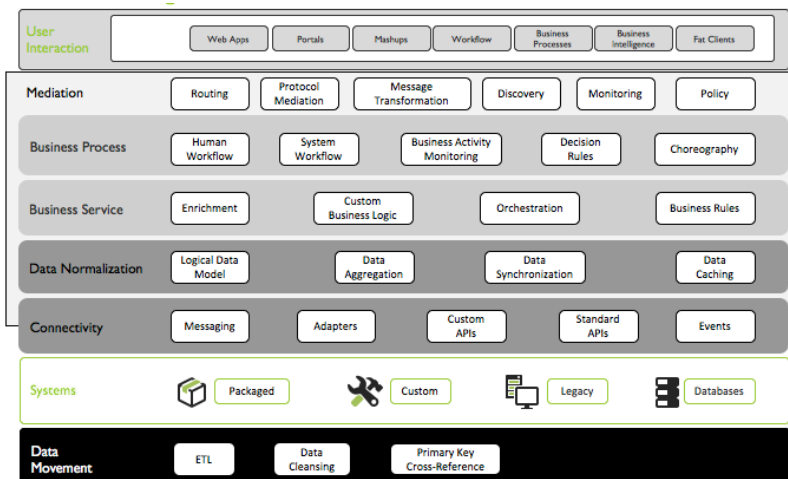 User
Interaction
Web Apps
Portals
Mashups
Workflow
Business
Processes
Business
Intelligence
Fat Clients
Mediation
Routing
Protocol
Mediation
Message
Transformation
Discovery
Monitoring
Policy
Business Process
Human
Workflow
System
Workflow
Business Activity
Monitoring
Decision
Rules
Choreography
Business Service
Enrichment
Custom
Business Logic
Orchestration
Business Rules
Data Normalization
Logical Data
Model
Data
Aggregation
Data
Synchronization
Data
Caching
Connectivity
Messaging
Adapters
Custom
APIs
Standard
APIs
Events
Systems
Packaged
Custom
Legacy
Databases
Data
Movement
ETL
Data
Cleansing
Primary Key
Cross-Reference